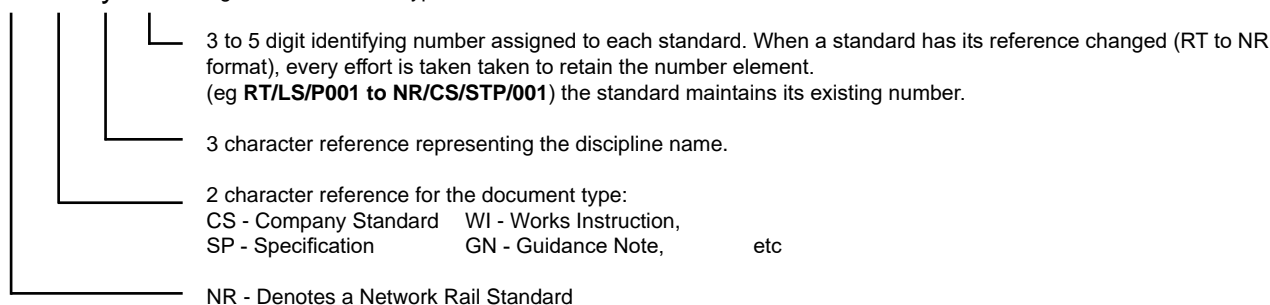 3 to 5 digit identifying number assigned to each standard. When a standard has its reference changed (RT to NR
format), every effort is taken taken to retain the number element.
(eg RT/LS/P001 to NR/CS/STP/001) the standard maintains its existing number.
3 character reference representing the discipline name.
2 character reference for the document type:
CS - Company Standard WI - Works Instruction,
SP - Specification GN - Guidance Note, etc
NR - Denotes a Network Rail Standard